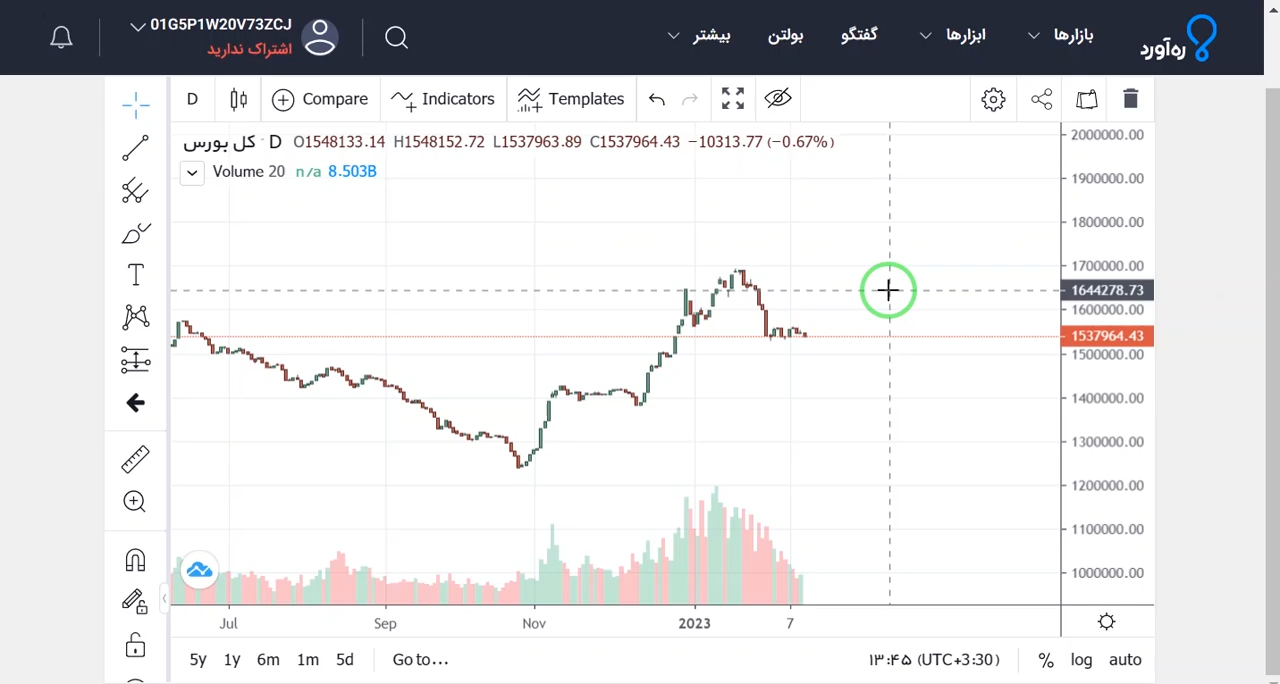 01G5P1W20V73ZCJ
اشتراک ندارید
بیشتر
بولتن
گفتگو
ابزارها
بازارها
ره‌آورد
D
Compare
Indicators
Templates
کل بورس · D O1548133.14 H1548152.72 L1537963.89 C1537964.43 −10313.77 (−0.67%)
Volume 20 n/a 8.503B
2000000.00
1900000.00
1800000.00
1700000.00
1644278.73
1600000.00
1537964.43
1500000.00
1400000.00
1300000.00
1200000.00
1100000.00
1000000.00
Jul Sep Nov 2023 7
5y 1y 6m 1m 5d Go to... ۱۳:۴۵ (UTC+3:30) % log auto